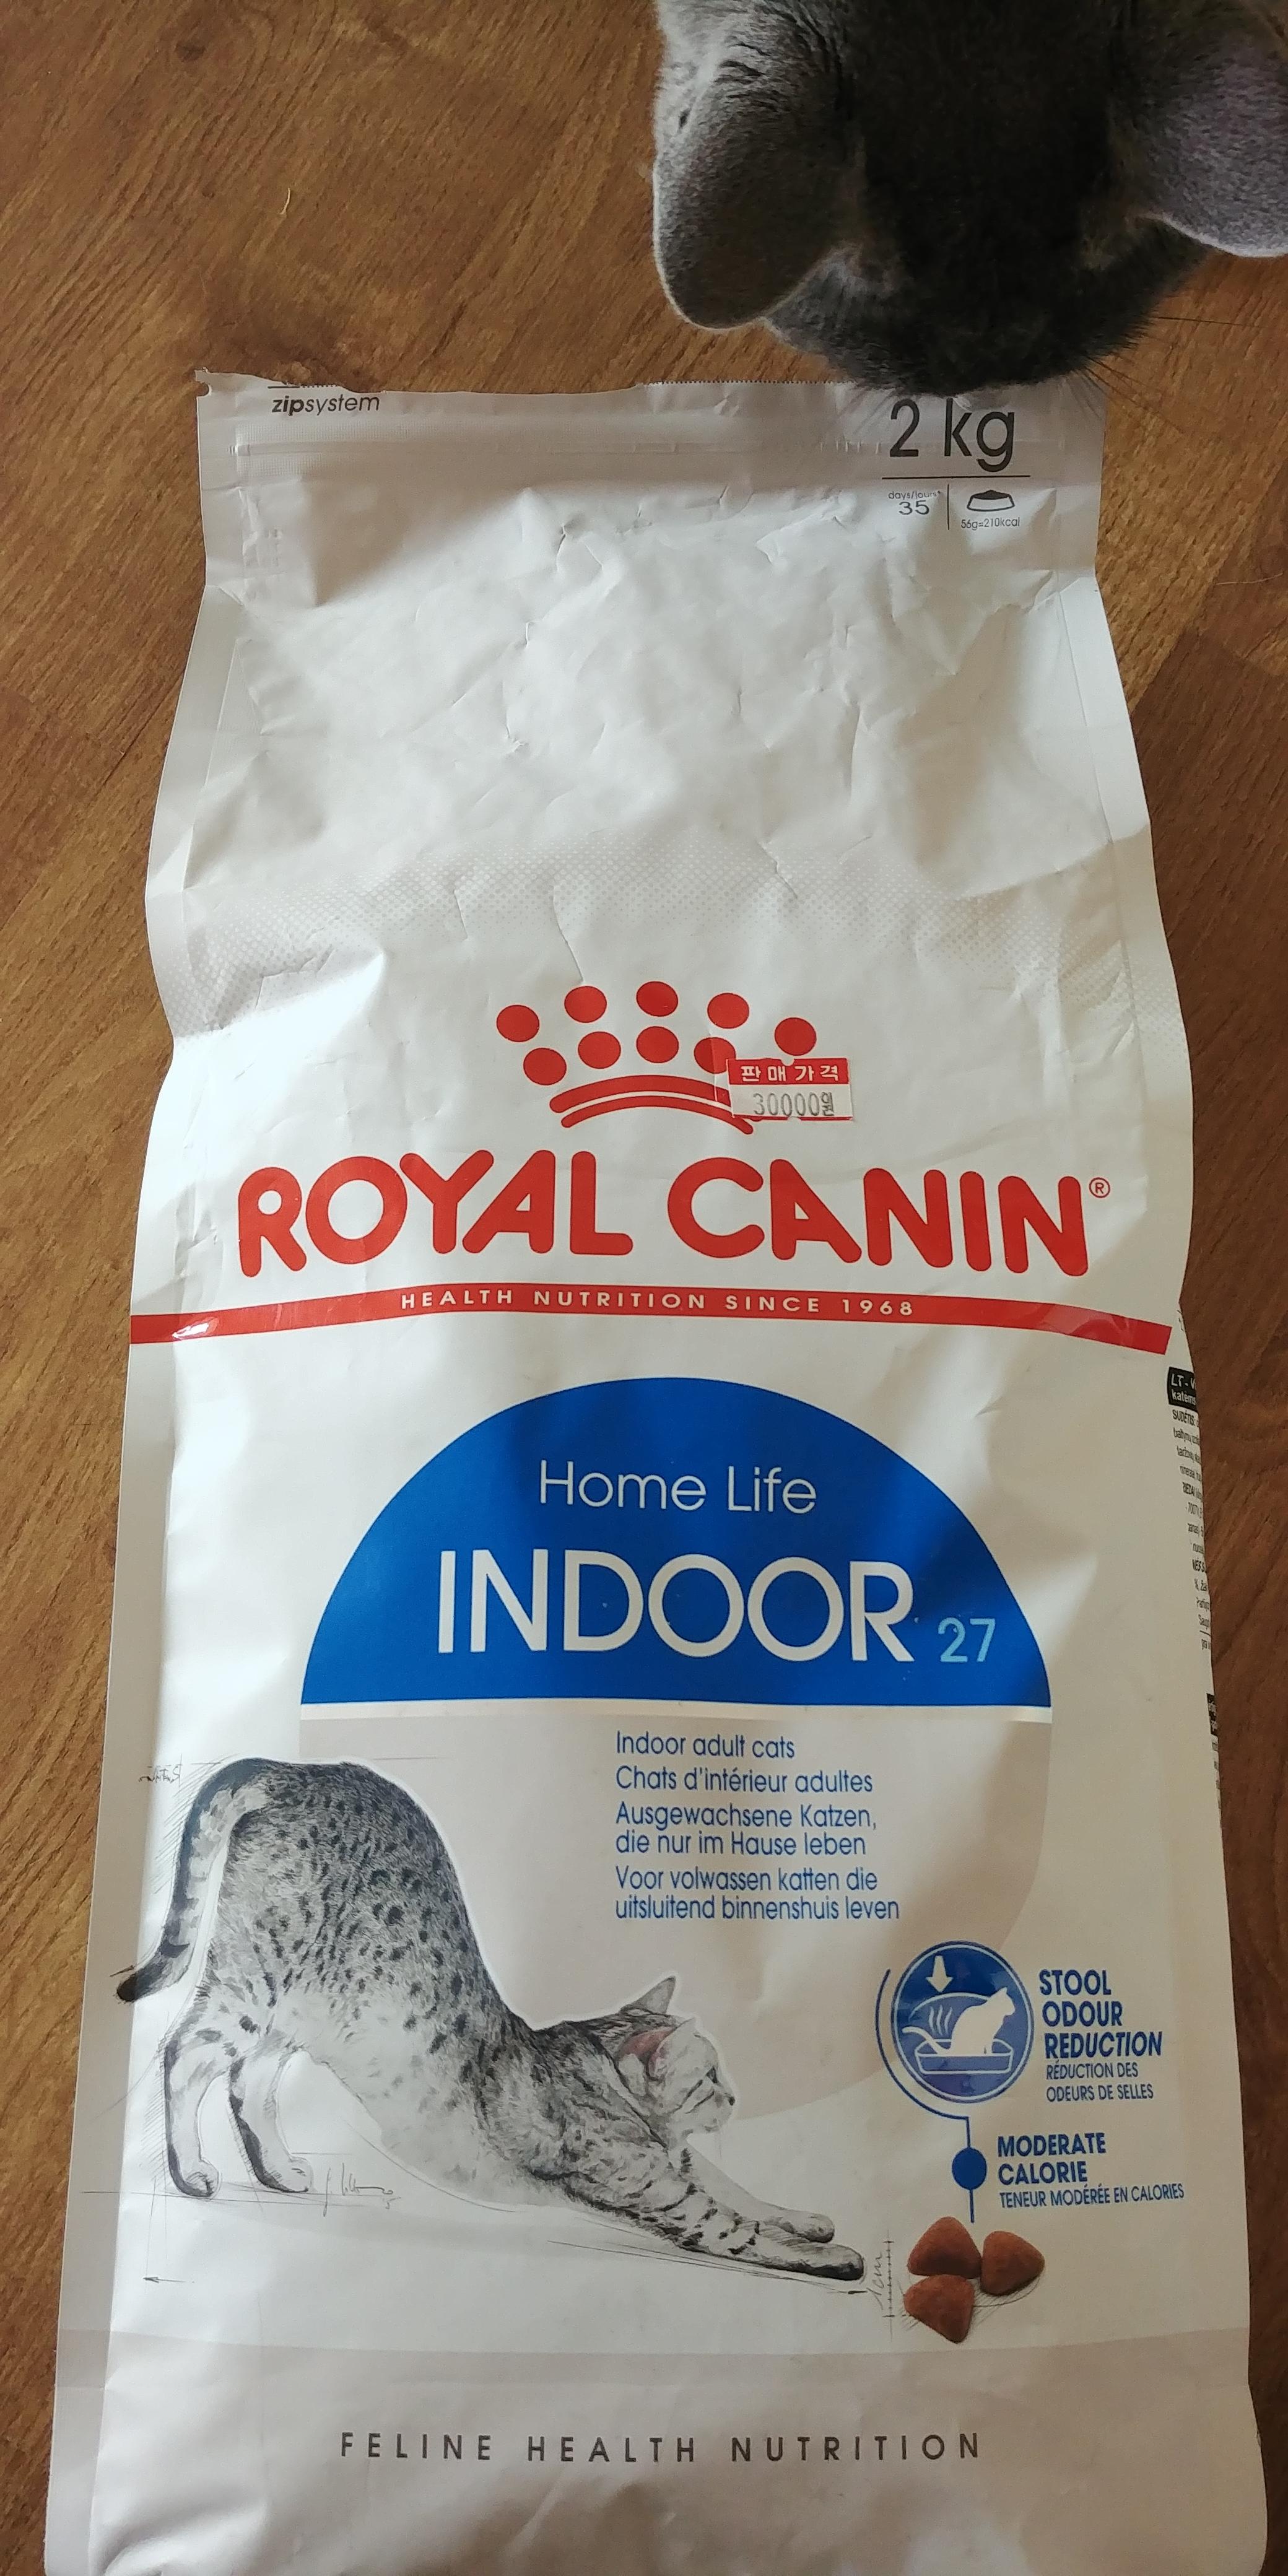 zipsystem
2 kg
days/jours*
35
56g=210kcal
판매가격
30000원
ROYAL CANIN®
HEALTH NUTRITION SINCE 1968
Home Life
INDOOR 27
Indoor adult cats
Chats d'intérieur adultes
Ausgewachsene Katzen,
die nur im Hause leben
Voor volwassen katten die
uitsluitend binnenshuis leven
STOOL
ODOUR
REDUCTION
RÉDUCTION DES
ODEURS DE SELLES
MODERATE
CALORIE
TENEUR MODÉRÉE EN CALORIES
1cm
FELINE HEALTH NUTRITION
LT -